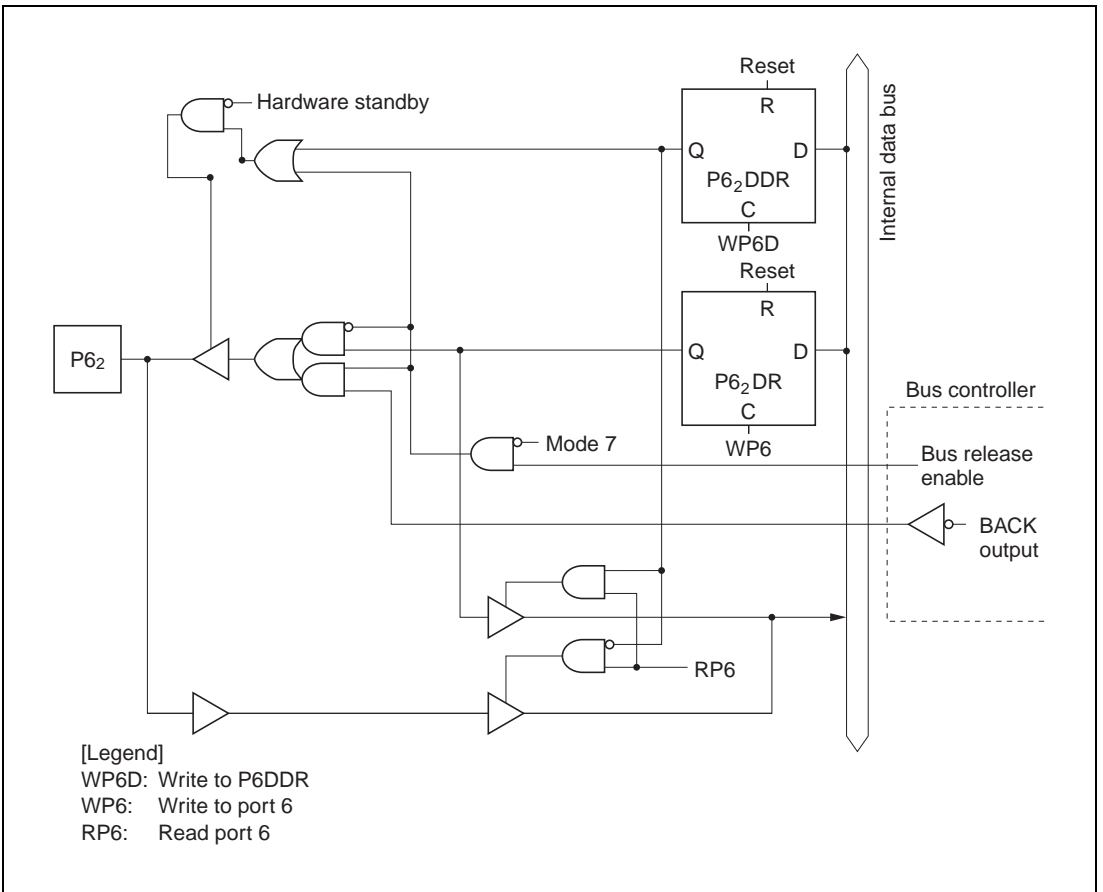 Reset
Hardware standby
R
Q
D
P6₂DDR
C
WP6D
Internal data bus
Reset
R
P6₂
Q
D
P6₂DR
C
WP6
Bus controller
Mode 7
Bus release
enable
BACK
output
RP6
[Legend]
WP6D: Write to P6DDR
WP6: Write to port 6
RP6: Read port 6